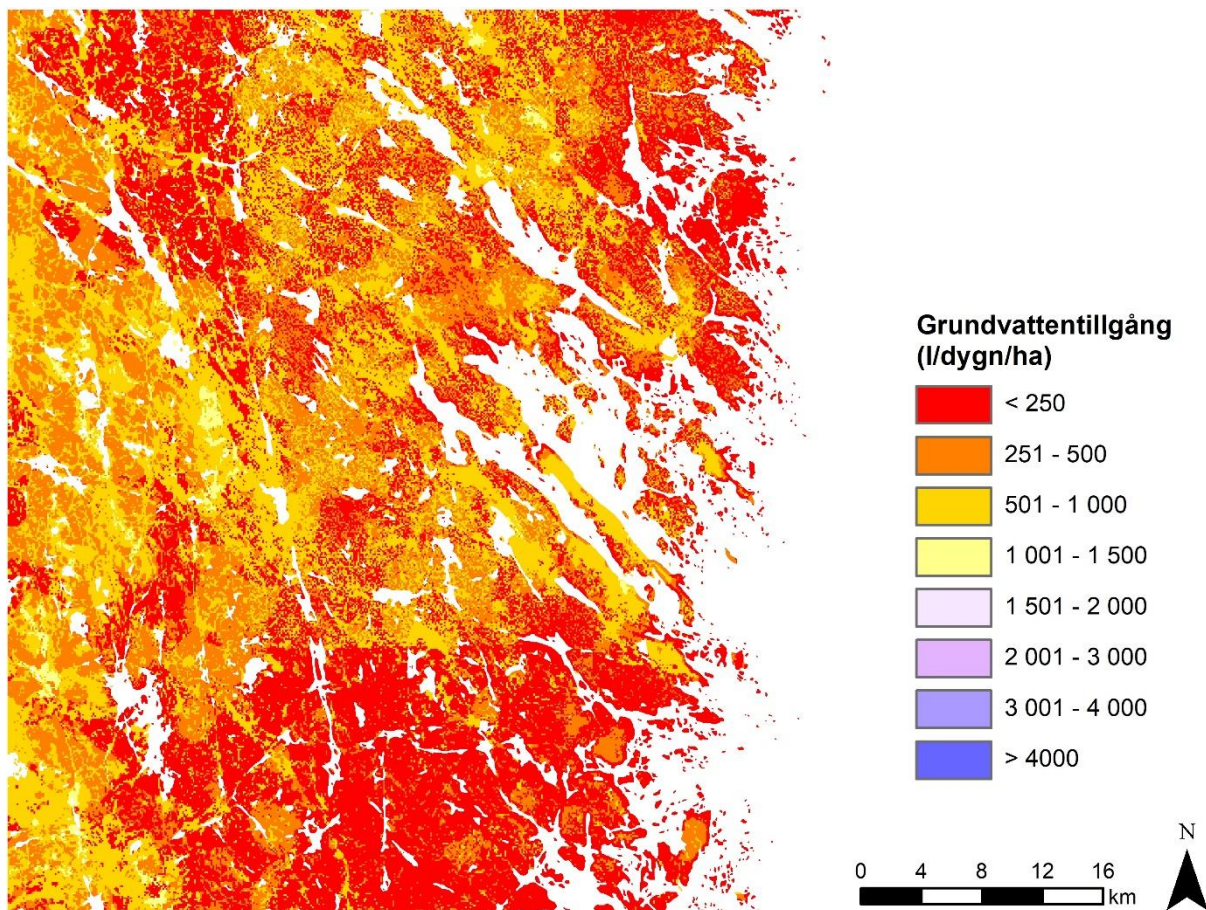 Grundvattentillgång
(l/dygn/ha)
< 250
251 - 500
501 - 1 000
1 001 - 1 500
1 501 - 2 000
2 001 - 3 000
3 001 - 4 000
> 4000
N
0 4 8 12 16
km